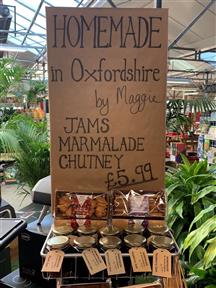 HOMEMADE
in Oxfordshire
by Maggie
JAMS
MARMALADE
CHUTNEY
£5.99